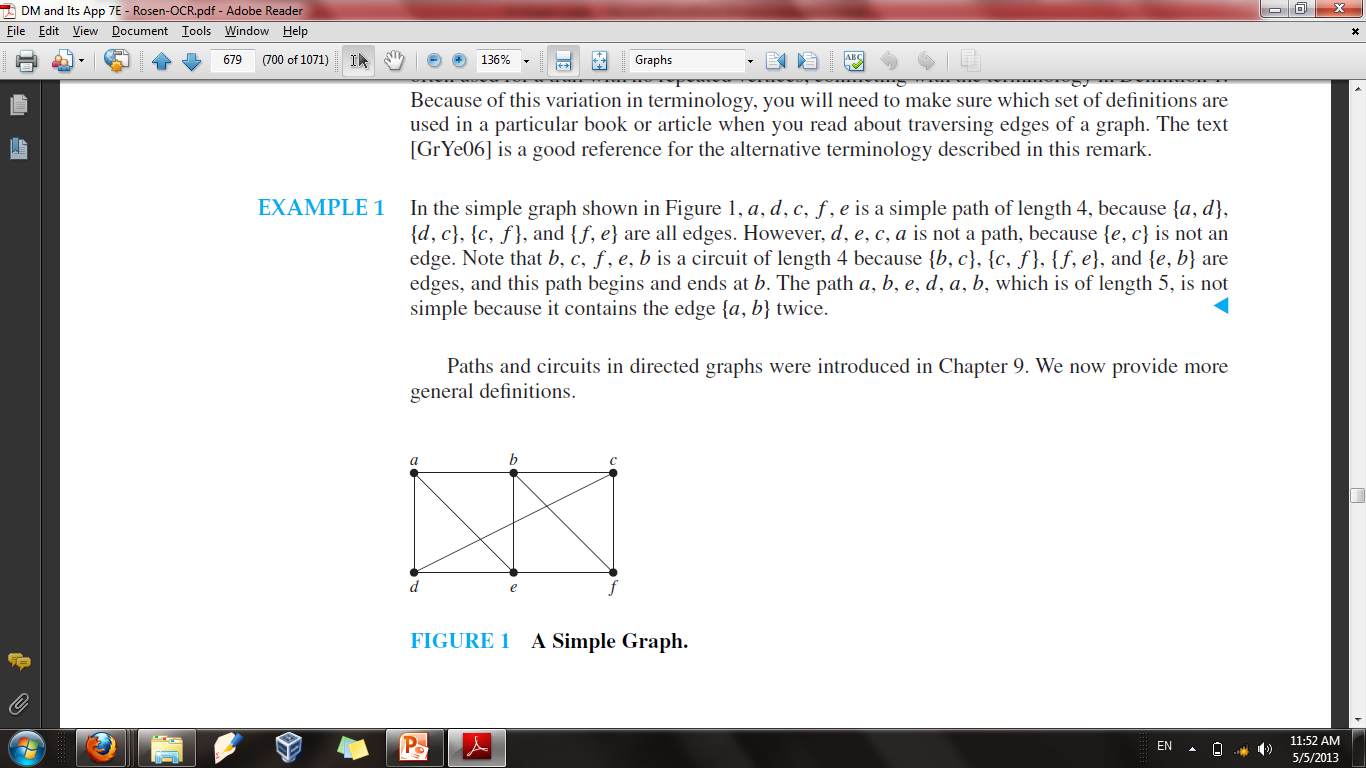 DM and Its App 7E - Rosen-OCR.pdf - Adobe Reader
File Edit View Document Tools Window Help
679 (700 of 1071) 136% Graphs
Because of this variation in terminology, you will need to make sure which set of definitions are
used in a particular book or article when you read about traversing edges of a graph. The text
[GrYe06] is a good reference for the alternative terminology described in this remark.
EXAMPLE 1 In the simple graph shown in Figure 1, a, d, c, f, e is a simple path of length 4, because {a, d},
{d, c}, {c, f}, and {f, e} are all edges. However, d, e, c, a is not a path, because {e, c} is not an
edge. Note that b, c, f, e, b is a circuit of length 4 because {b, c}, {c, f}, {f, e}, and {e, b} are
edges, and this path begins and ends at b. The path a, b, e, d, a, b, which is of length 5, is not
simple because it contains the edge {a, b} twice.
Paths and circuits in directed graphs were introduced in Chapter 9. We now provide more
general definitions.
a b c
d e f
FIGURE 1 A Simple Graph.
EN 11:52 AM
5/5/2013